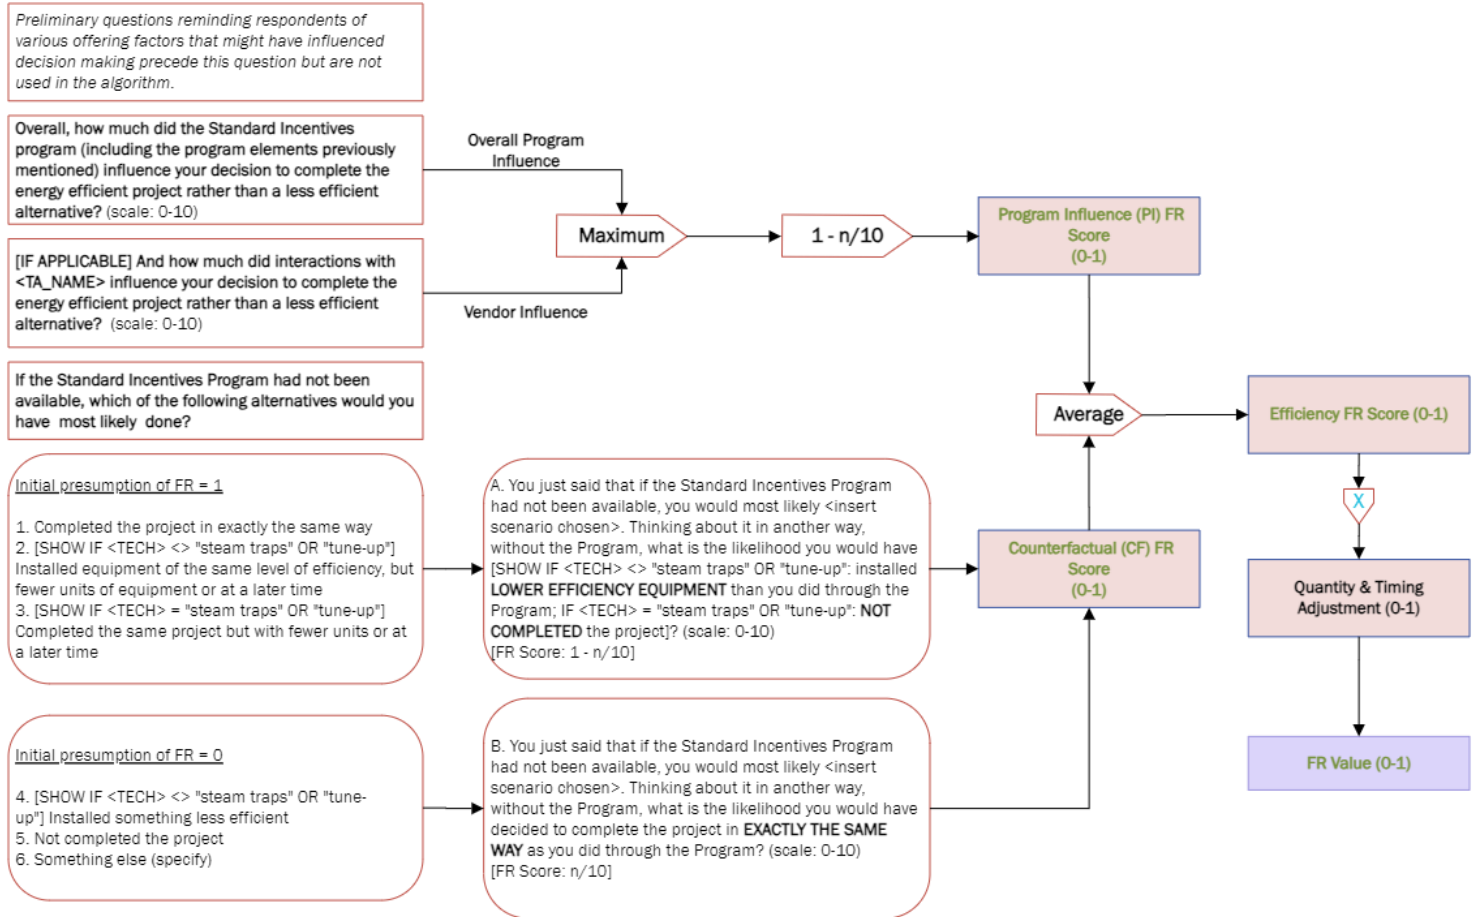 Preliminary questions reminding respondents of
various offering factors that might have influenced
decision making precede this question but are not
used in the algorithm.
Overall, how much did the Standard Incentives
program (including the program elements previously
mentioned) influence your decision to complete the
energy efficient project rather than a less efficient
alternative? (scale: 0-10)
Overall Program
Influence
[IF APPLICABLE] And how much did interactions with
<TA_NAME> influence your decision to complete the
energy efficient project rather than a less efficient
alternative? (scale: 0-10)
Vendor Influence
Maximum
1 - n/10
Program Influence (PI) FR
Score
(0-1)
If the Standard Incentives Program had not been
available, which of the following alternatives would you
have most likely done?
Average
Efficiency FR Score (0-1)
Initial presumption of FR = 1
1. Completed the project in exactly the same way
2. [SHOW IF <TECH> <> "steam traps" OR "tune-up"]
Installed equipment of the same level of efficiency, but
fewer units of equipment or at a later time
3. [SHOW IF <TECH> = "steam traps" OR "tune-up"]
Completed the same project but with fewer units or at
a later time
A. You just said that if the Standard Incentives Program
had not been available, you would most likely <insert
scenario chosen>. Thinking about it in another way,
without the Program, what is the likelihood you would have
[SHOW IF <TECH> <> "steam traps" OR "tune-up": installed
LOWER EFFICIENCY EQUIPMENT than you did through the
Program; IF <TECH> = "steam traps" OR "tune-up": NOT
COMPLETED the project]? (scale: 0-10)
[FR Score: 1 - n/10]
Counterfactual (CF) FR
Score
(0-1)
X
Quantity & Timing
Adjustment (0-1)
Initial presumption of FR = 0
4. [SHOW IF <TECH> <> "steam traps" OR "tune-
up"] Installed something less efficient
5. Not completed the project
6. Something else (specify)
B. You just said that if the Standard Incentives Program
had not been available, you would most likely <insert
scenario chosen>. Thinking about it in another way,
without the Program, what is the likelihood you would have
decided to complete the project in EXACTLY THE SAME
WAY as you did through the Program? (scale: 0-10)
[FR Score: n/10]
FR Value (0-1)